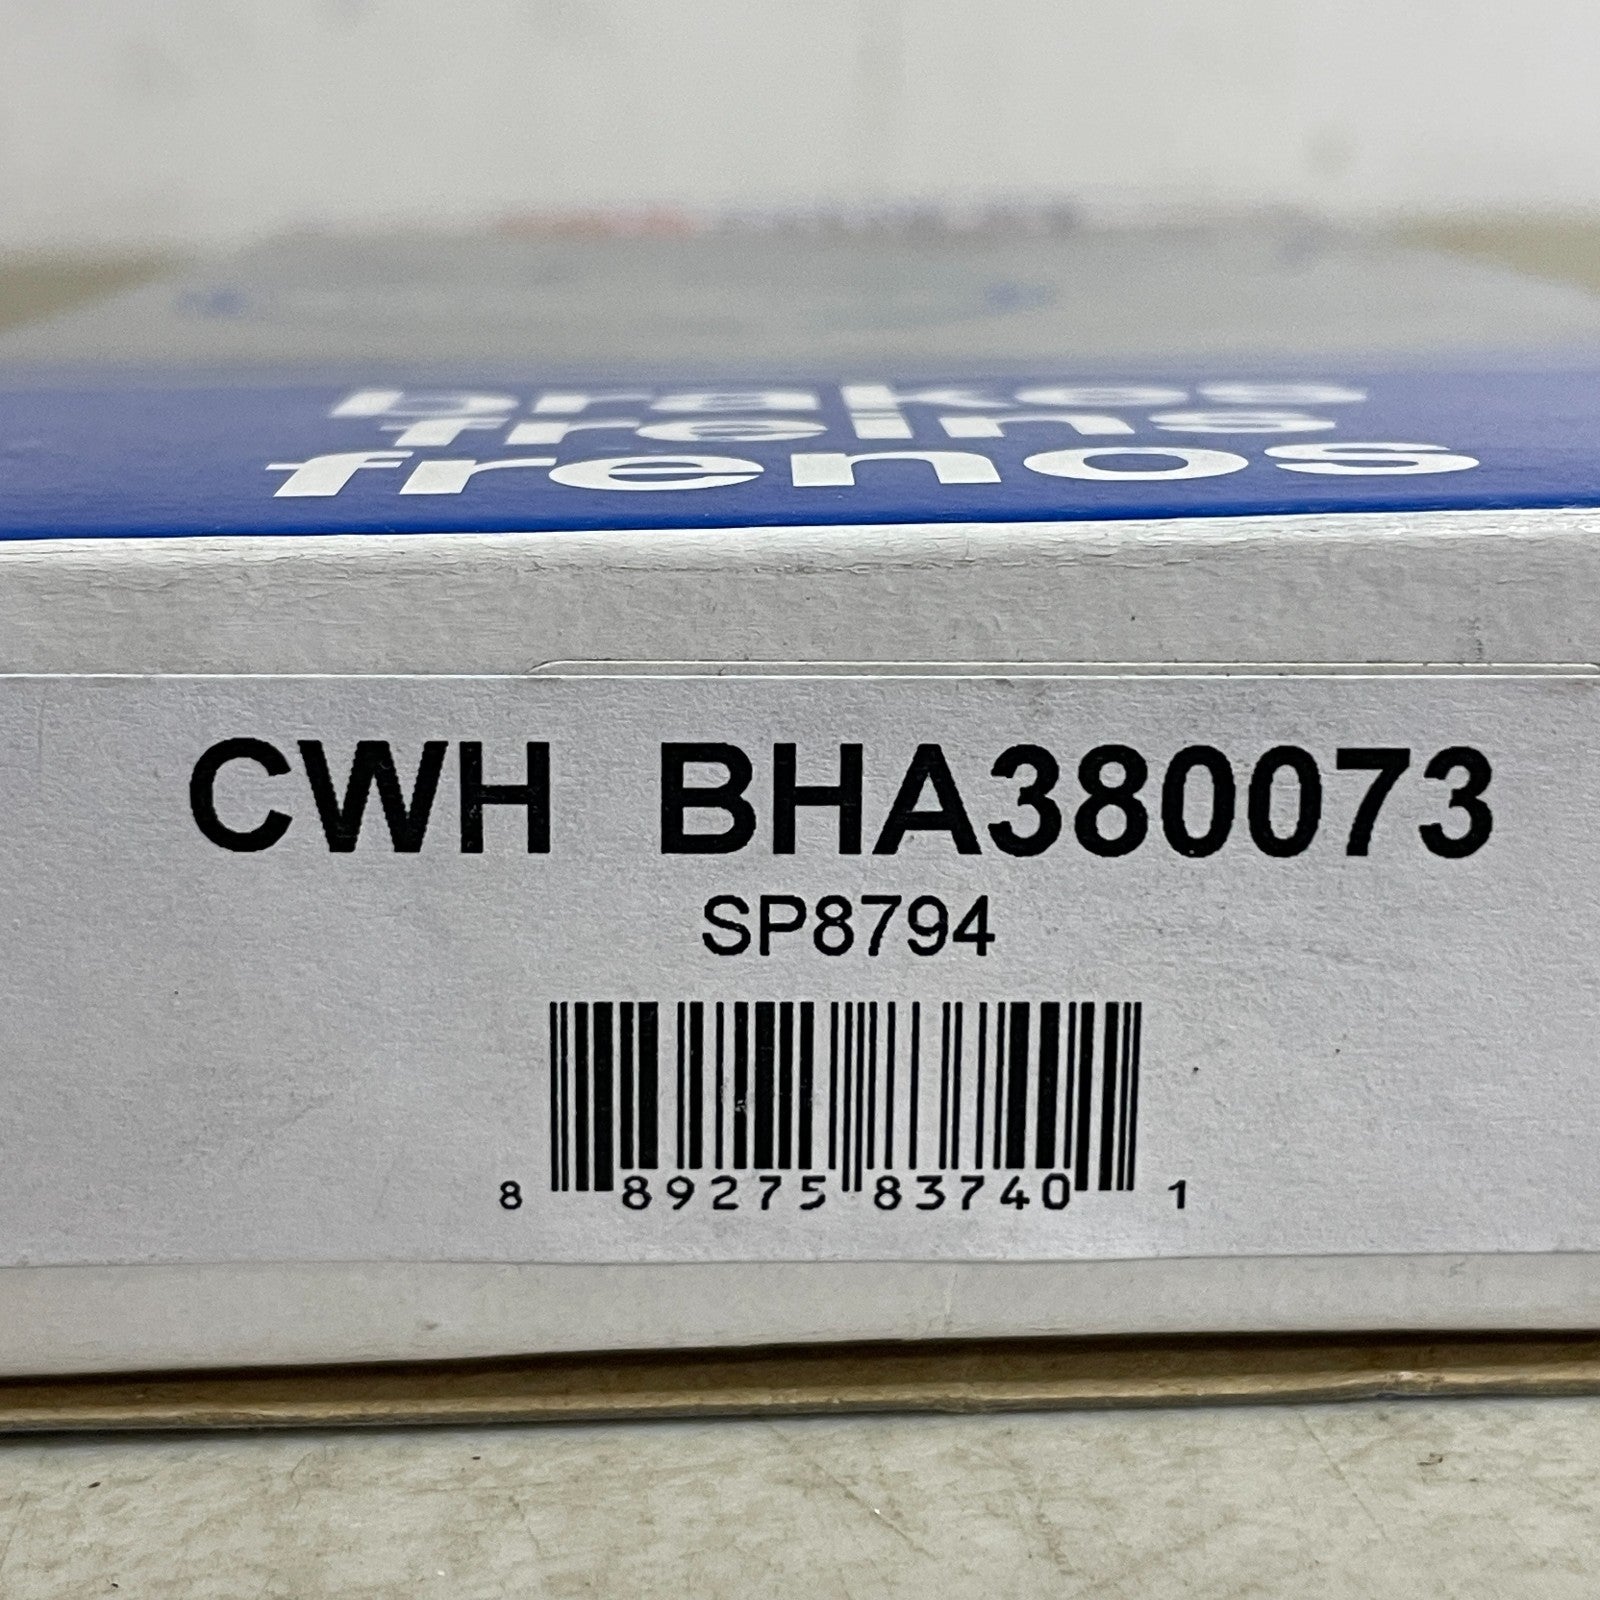 brakes
freins
frenos
CWH BHA380073
SP8794
8 89275 83740 1